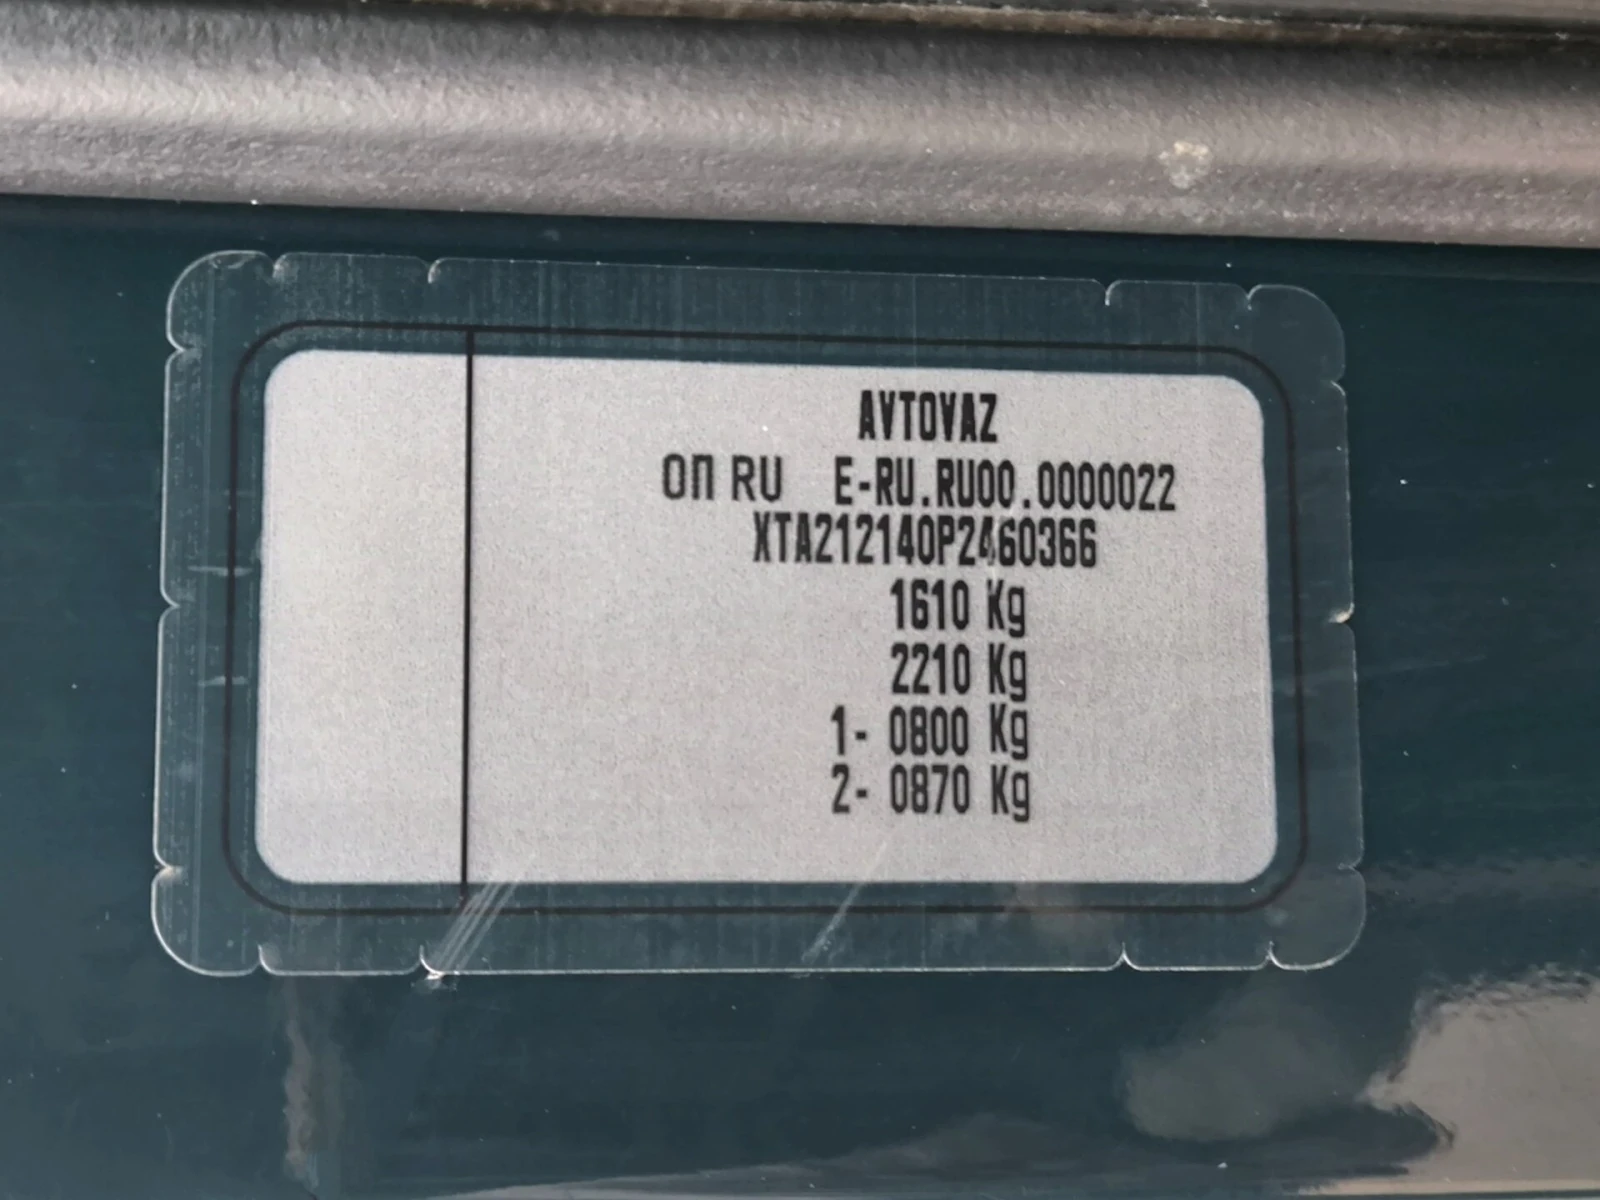 AVTOVAZ
ОП RU E-RU.RU00.0000022
XTA212140P2460366
1610 Kg
2210 Kg
1- 0800 Kg
2- 0870 Kg